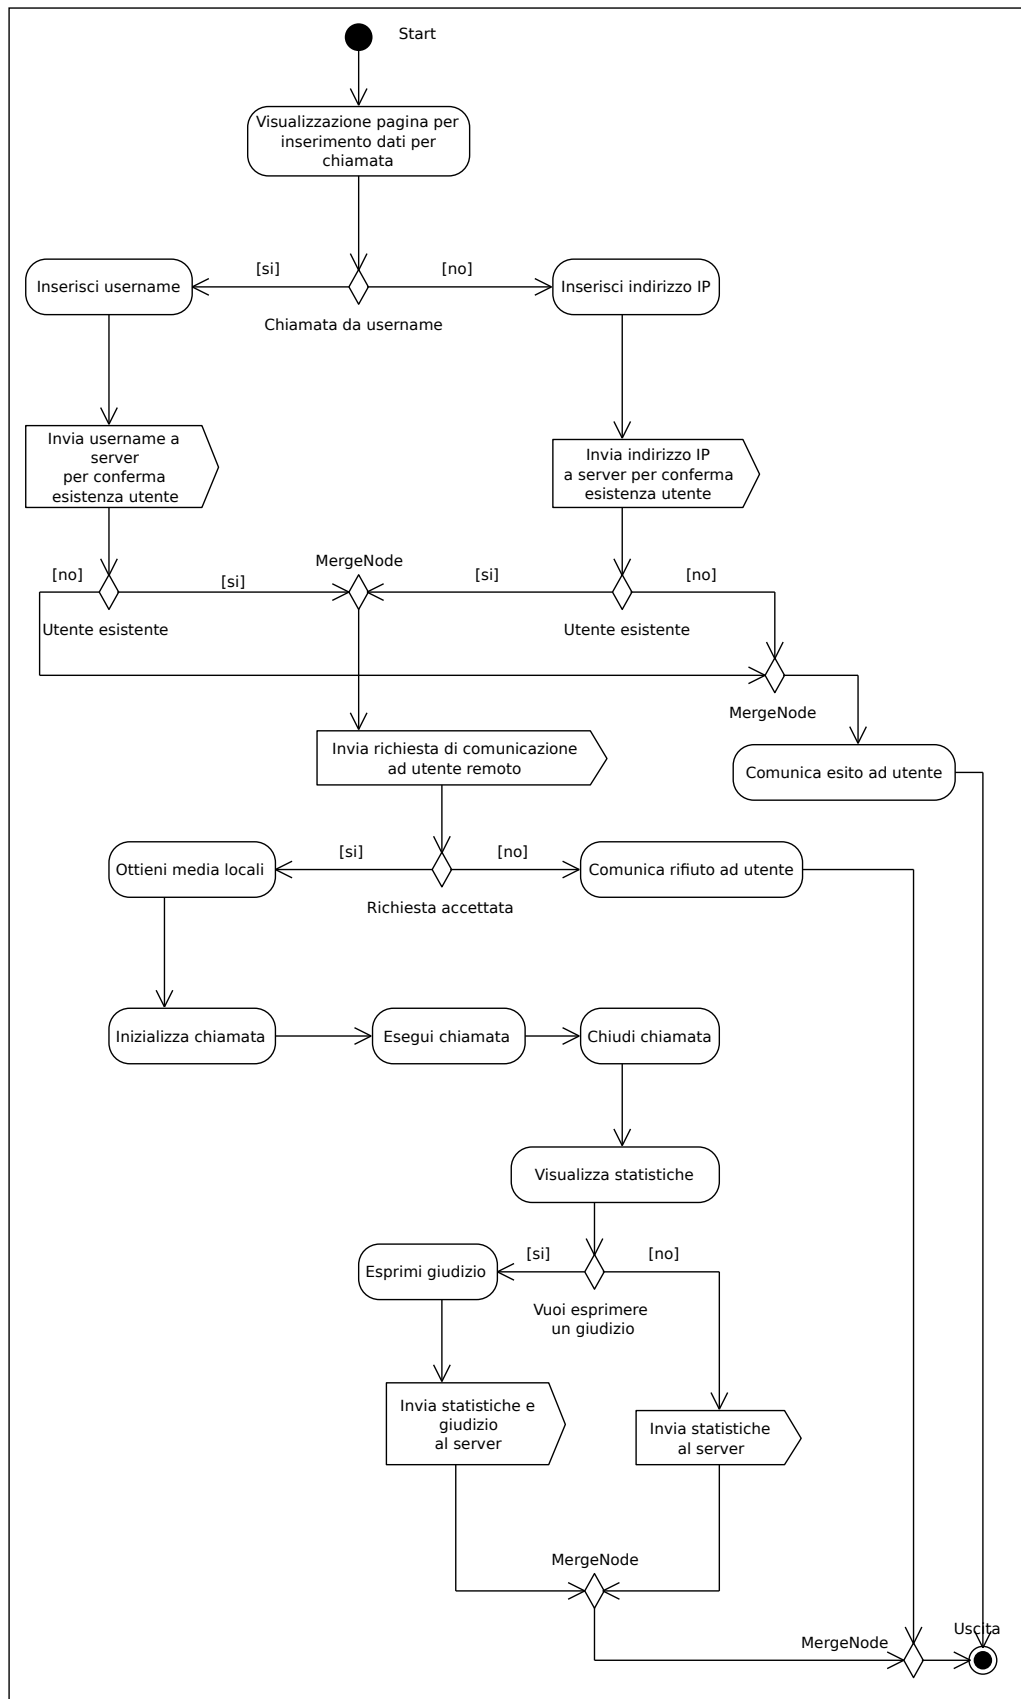 Start
Visualizzazione pagina per
inserimento dati per
chiamata
[si]
[no]
Inserisci username
Inserisci indirizzo IP
Chiamata da username
Invia username a
server
per conferma
esistenza utente
Invia indirizzo IP
a server per conferma
esistenza utente
MergeNode
[no]
[si]
[si]
[no]
Utente esistente
Utente esistente
MergeNode
Invia richiesta di comunicazione
ad utente remoto
Comunica esito ad utente
[si]
[no]
Ottieni media locali
Comunica rifiuto ad utente
Richiesta accettata
Inizializza chiamata
Esegui chiamata
Chiudi chiamata
Visualizza statistiche
[si]
[no]
Esprimi giudizio
Vuoi esprimere
un giudizio
Invia statistiche e
giudizio
al server
Invia statistiche
al server
MergeNode
Uscita
MergeNode